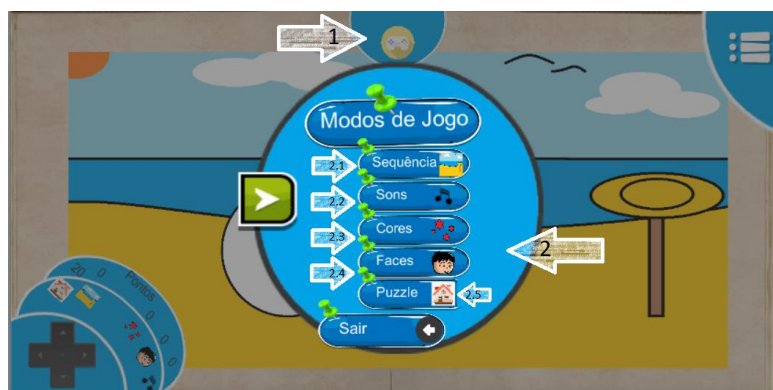 1
Modos de Jogo
2,1 Sequência
2,2 Sons
2,3 Cores
2
2,4 Faces
Puzzle 2,5
Sair
20 0 Pontos
0
0
0